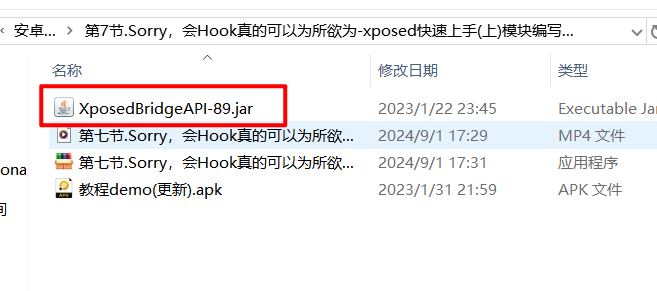 安卓...  第7节.Sorry，会Hook真的可以为所欲为-xposed快速上手(上)模块编写...
名称 修改日期 类型
XposedBridgeAPI-89.jar 2023/1/22 23:45 Executable Jar
第七节.Sorry，会Hook真的可以为所欲... 2024/9/1 17:29 MP4 文件
第七节.Sorry，会Hook真的可以为所欲... 2024/9/1 17:31 应用程序
ona
教程demo(更新).apk 2023/1/31 21:59 APK 文件
间